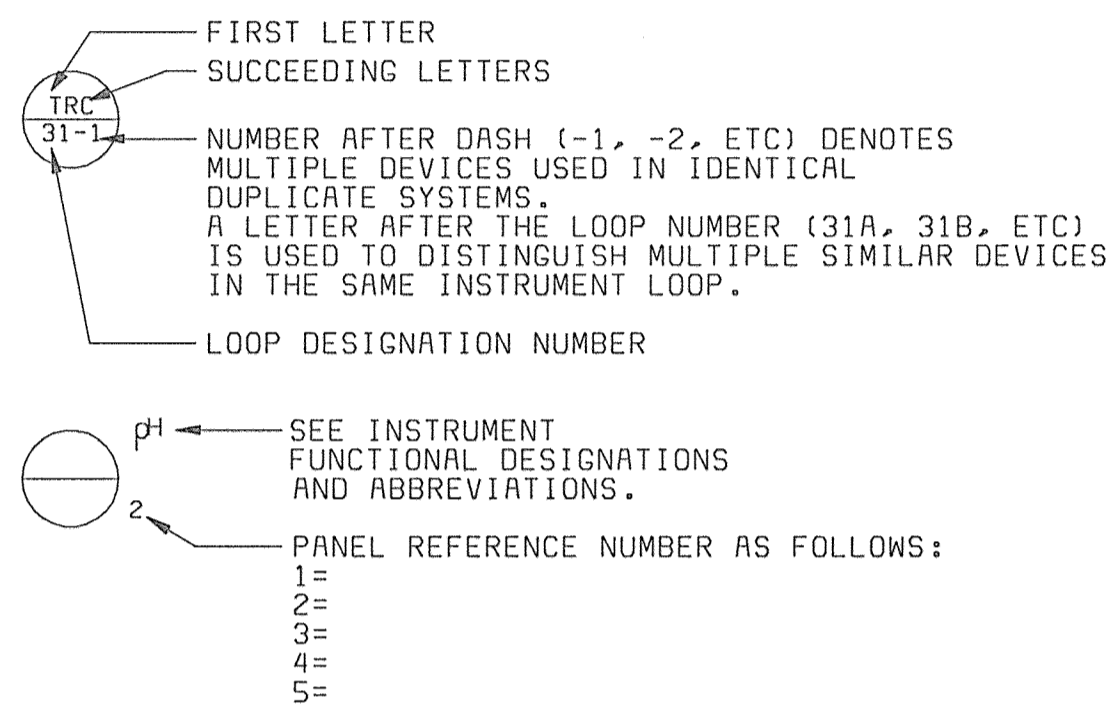 FIRST LETTER
SUCCEEDING LETTERS
TRC
31-1
NUMBER AFTER DASH (-1, -2, ETC) DENOTES
MULTIPLE DEVICES USED IN IDENTICAL
DUPLICATE SYSTEMS.
A LETTER AFTER THE LOOP NUMBER (31A, 31B, ETC)
IS USED TO DISTINGUISH MULTIPLE SIMILAR DEVICES
IN THE SAME INSTRUMENT LOOP.
LOOP DESIGNATION NUMBER
pH
SEE INSTRUMENT
FUNCTIONAL DESIGNATIONS
AND ABBREVIATIONS.
2
PANEL REFERENCE NUMBER AS FOLLOWS:
1=
2=
3=
4=
5=